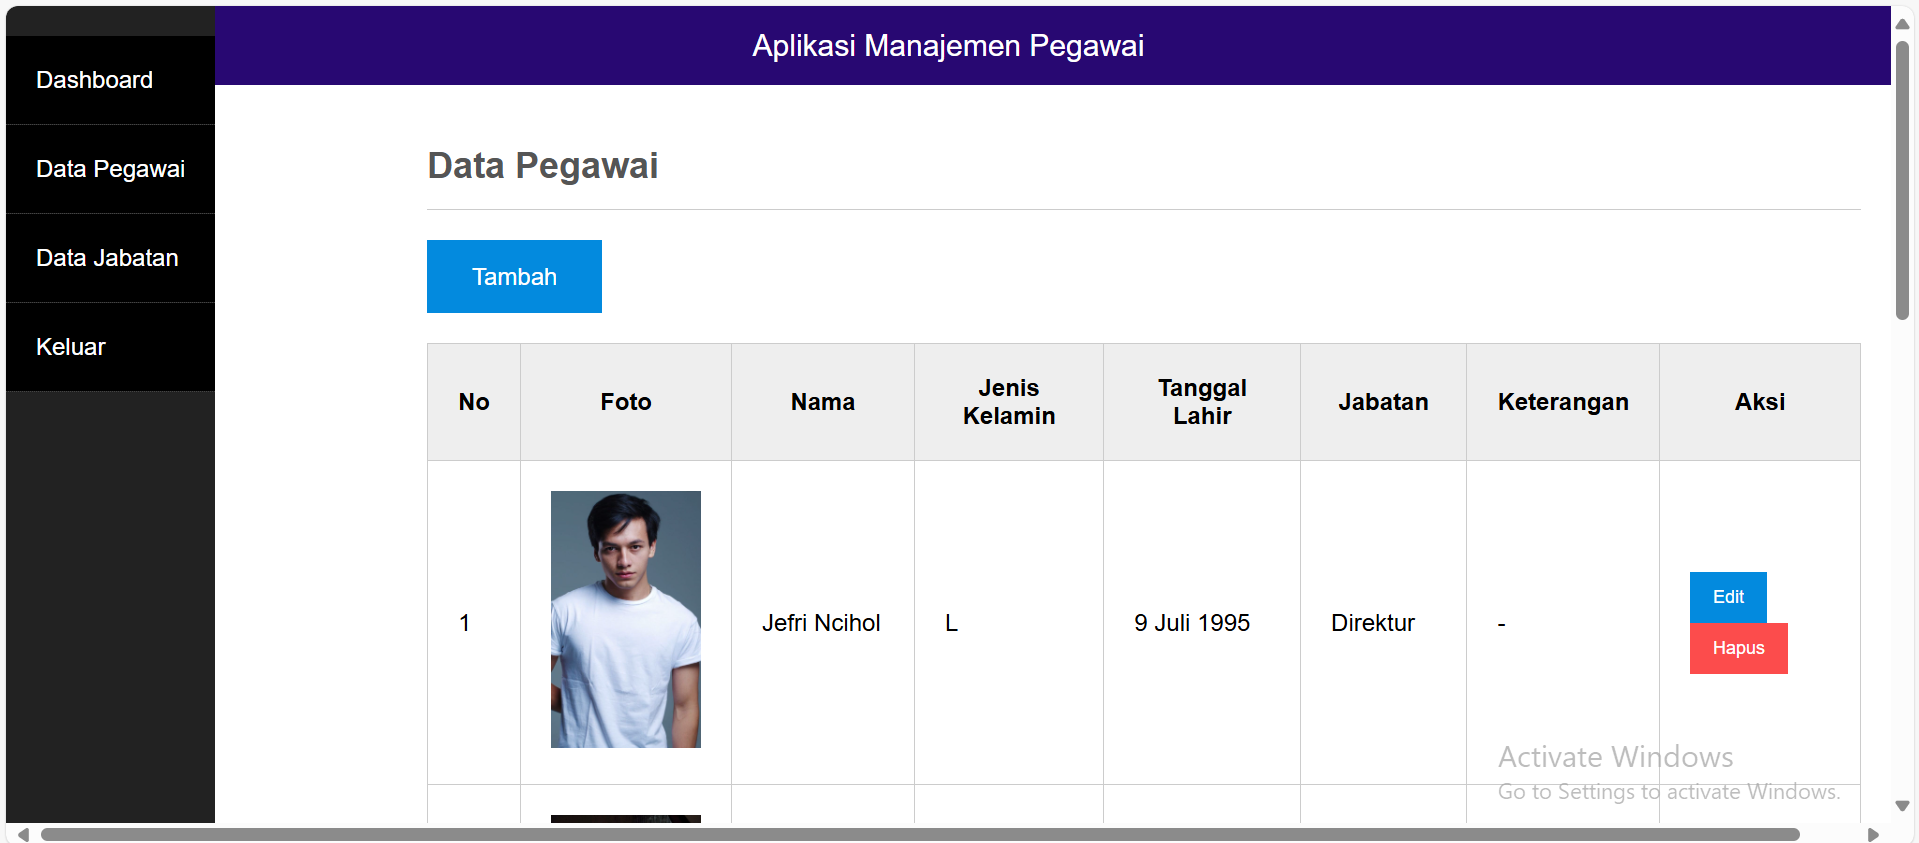 Aplikasi Manajemen Pegawai
Dashboard
Data Pegawai
Data Jabatan
Keluar
Data Pegawai
Tambah
No Foto Nama Jenis Kelamin Tanggal Lahir Jabatan Keterangan Aksi
1 Jefri Ncihol L 9 Juli 1995 Direktur -
Edit
Hapus
Activate Windows
Go to Settings to activate Windows.